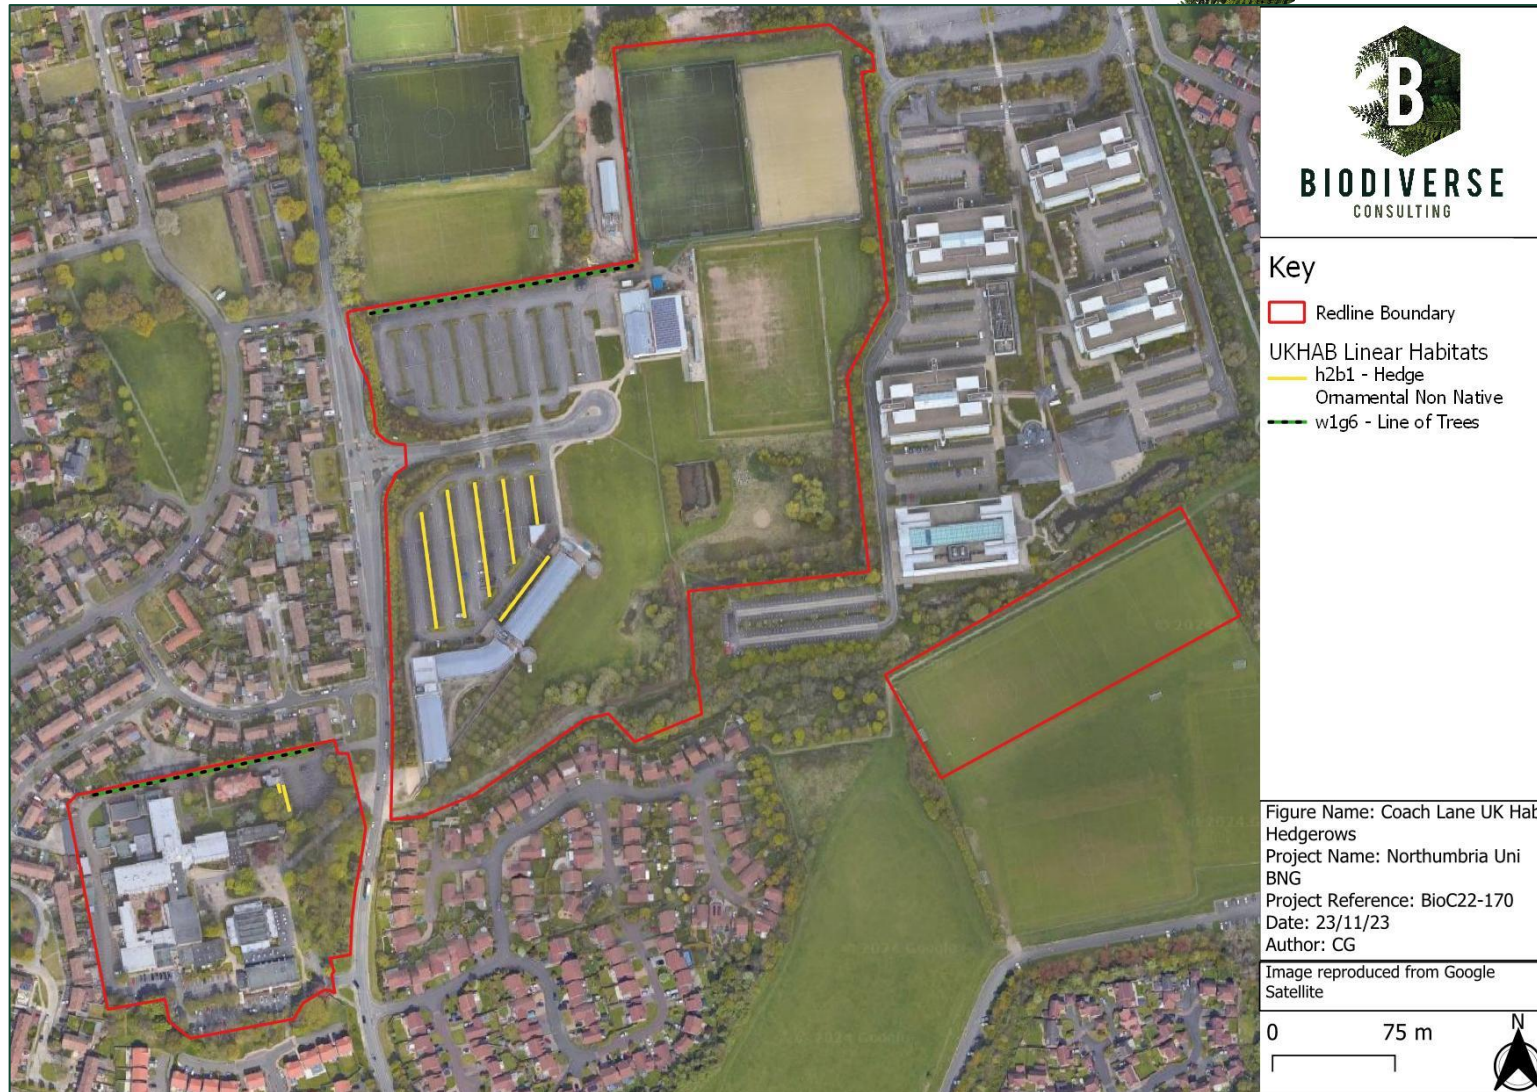 B
BIODIVERSE
CONSULTING
Key
Redline Boundary
UKHAB Linear Habitats
h2b1 - Hedge
Ornamental Non Native
w1g6 - Line of Trees
Figure Name: Coach Lane UK Hab
Hedgerows
Project Name: Northumbria Uni
BNG
Project Reference: BioC22-170
Date: 23/11/23
Author: CG
Image reproduced from Google
Satellite
0 75 m
N